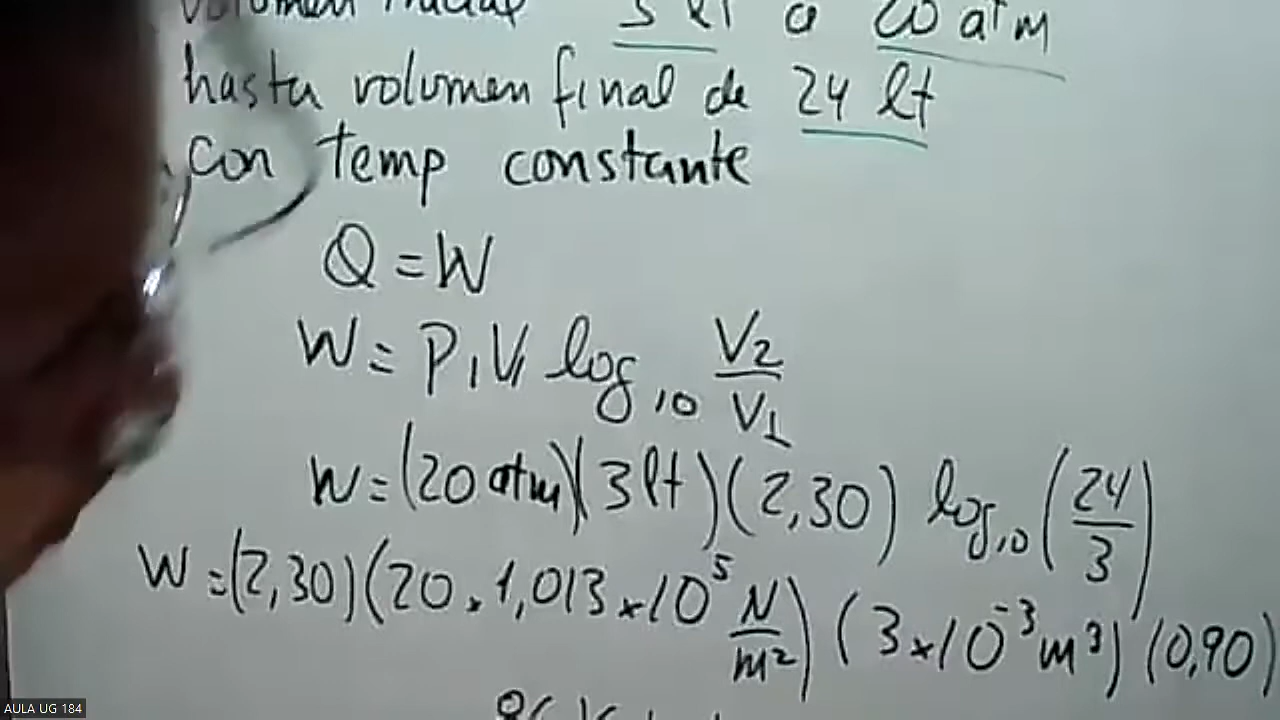 volumen inicial 3 lt a 20 atm
hasta volumen final de 24 lt
con temp constante
Q = W
W = P1V1 log10 V2/V1
W = (20 atm)(3 lt)(2,30) log10 (24/3)
W = (2,30)(20 × 1,013 × 10^5 N/m²) (3 × 10^-3 m³) (0,90)
AULA UG 184